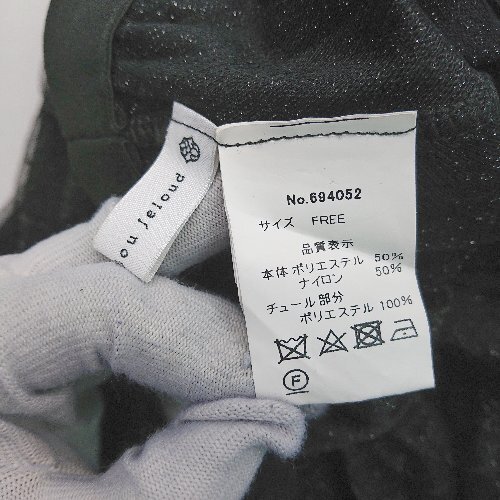 ou jeloud
No.694052
サイズ FREE
品質表示
本体 ポリエステル 50%
ナイロン 50%
チュール部分
ポリエステル 100%
F